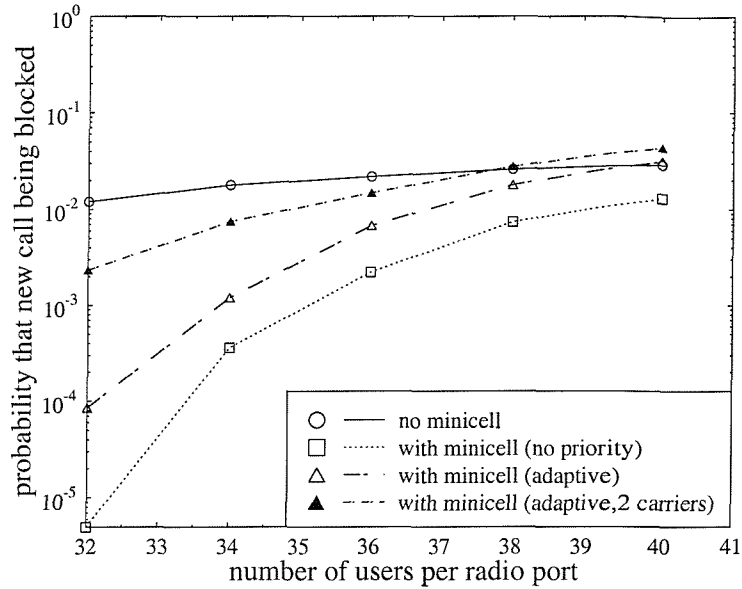 probability that new call being blocked
10^0
10^-1
10^-2
10^-3
10^-4
10^-5
no minicell
with minicell (no priority)
with minicell (adaptive)
with minicell (adaptive,2 carriers)
32 33 34 35 36 37 38 39 40 41
number of users per radio port